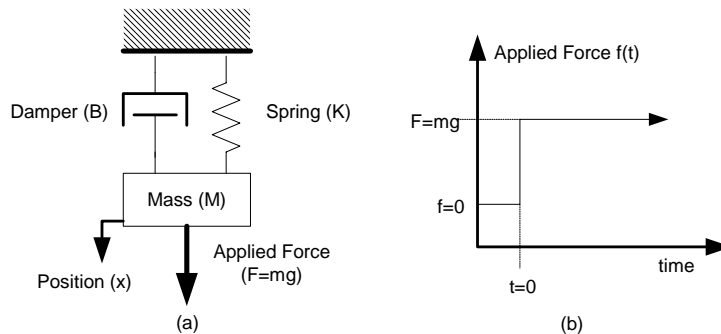 Damper (B)
Spring (K)
Mass (M)
Position (x)
Applied Force
(F=mg)
(a)
Applied Force f(t)
F=mg
f=0
time
t=0
(b)